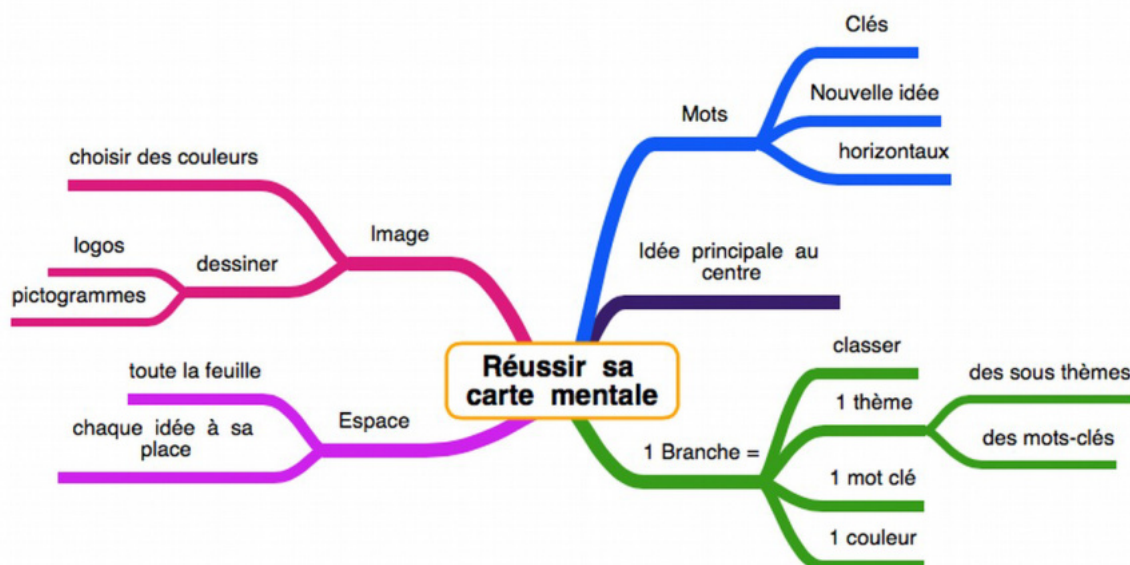 Clés
Nouvelle idée
Mots
horizontaux
choisir des couleurs
Image
logos
dessiner
pictogrammes
Idée principale au
centre
Réussir sa
carte mentale
toute la feuille
chaque idée à sa
place
Espace
classer
des sous thèmes
1 thème
des mots-clés
1 Branche =
1 mot clé
1 couleur